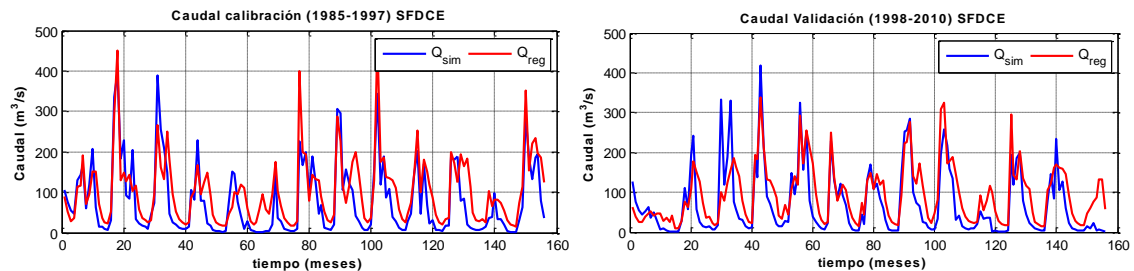 Caudal calibración (1985-1997) SFDCE
500
400
300
200
100
0
Caudal (m³/s)
Q_sim Q_reg
0 20 40 60 80 100 120 140 160
tiempo (meses)
Caudal Validación (1998-2010) SFDCE
500
400
300
200
100
0
Caudal (m³/s)
Q_sim Q_reg
0 20 40 60 80 100 120 140 160
tiempo (meses)